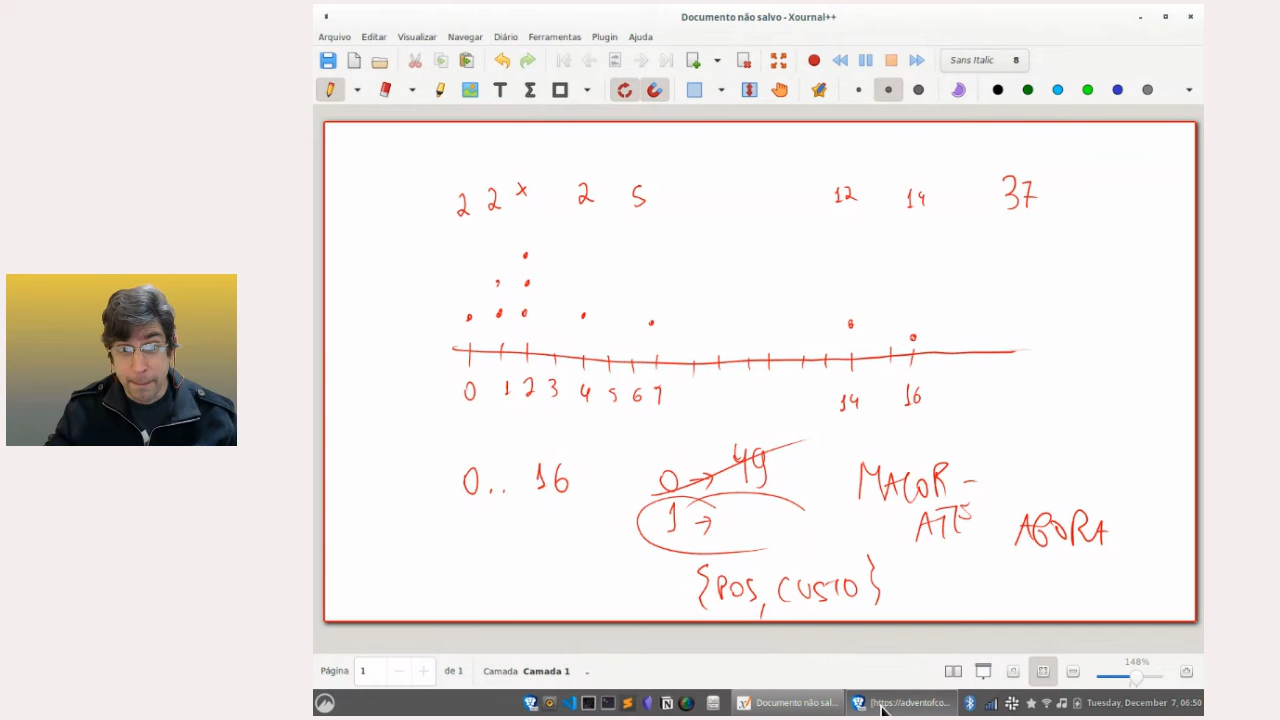 Documento não salvo - Xournal++
Arquivo Editar Visualizar Navegar Diário Ferramentas Plugin Ajuda
Sans Italic 8
2 2 x 2 5 12 14 37
0 1 2 3 4 5 6 7 14 16
0.. 16 0 → 49 MAIOR -
1 → ATÉ AGORA
{POS, CUSTO}
Página 1 de 1 Camada Camada 1 148%
Documento não sal... [https://adventofco... Tuesday, December 7, 06:50